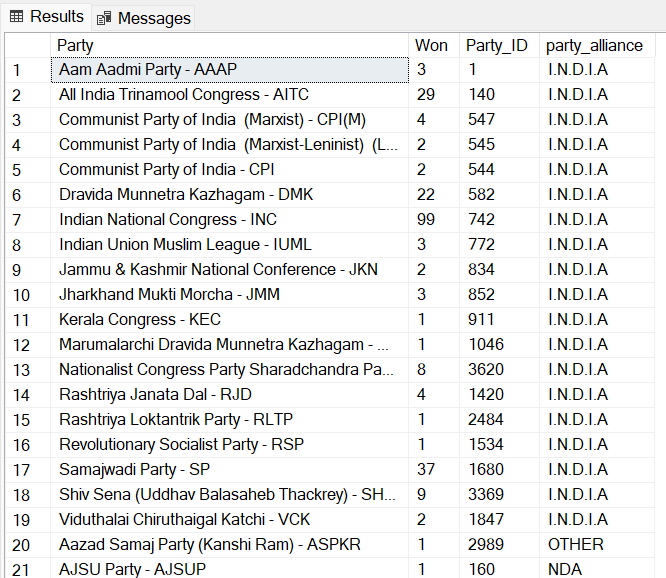 Results Messages
Party Won Party_ID party_alliance
1 Aam Aadmi Party - AAAP 3 1 I.N.D.I.A
2 All India Trinamool Congress - AITC 29 140 I.N.D.I.A
3 Communist Party of India  (Marxist) - CPI(M) 4 547 I.N.D.I.A
4 Communist Party of India  (Marxist-Leninist)  (L... 2 545 I.N.D.I.A
5 Communist Party of India - CPI 2 544 I.N.D.I.A
6 Dravida Munnetra Kazhagam - DMK 22 582 I.N.D.I.A
7 Indian National Congress - INC 99 742 I.N.D.I.A
8 Indian Union Muslim League - IUML 3 772 I.N.D.I.A
9 Jammu & Kashmir National Conference - JKN 2 834 I.N.D.I.A
10 Jharkhand Mukti Morcha - JMM 3 852 I.N.D.I.A
11 Kerala Congress - KEC 1 911 I.N.D.I.A
12 Marumalarchi Dravida Munnetra Kazhagam - ... 1 1046 I.N.D.I.A
13 Nationalist Congress Party Sharadchandra Pa... 8 3620 I.N.D.I.A
14 Rashtriya Janata Dal - RJD 4 1420 I.N.D.I.A
15 Rashtriya Loktantrik Party - RLTP 1 2484 I.N.D.I.A
16 Revolutionary Socialist Party - RSP 1 1534 I.N.D.I.A
17 Samajwadi Party - SP 37 1680 I.N.D.I.A
18 Shiv Sena (Uddhav Balasaheb Thackrey) - SH... 9 3369 I.N.D.I.A
19 Viduthalai Chiruthaigal Katchi - VCK 2 1847 I.N.D.I.A
20 Aazad Samaj Party (Kanshi Ram) - ASPKR 1 2989 OTHER
21 AJSU Party - AJSUP 1 160 NDA